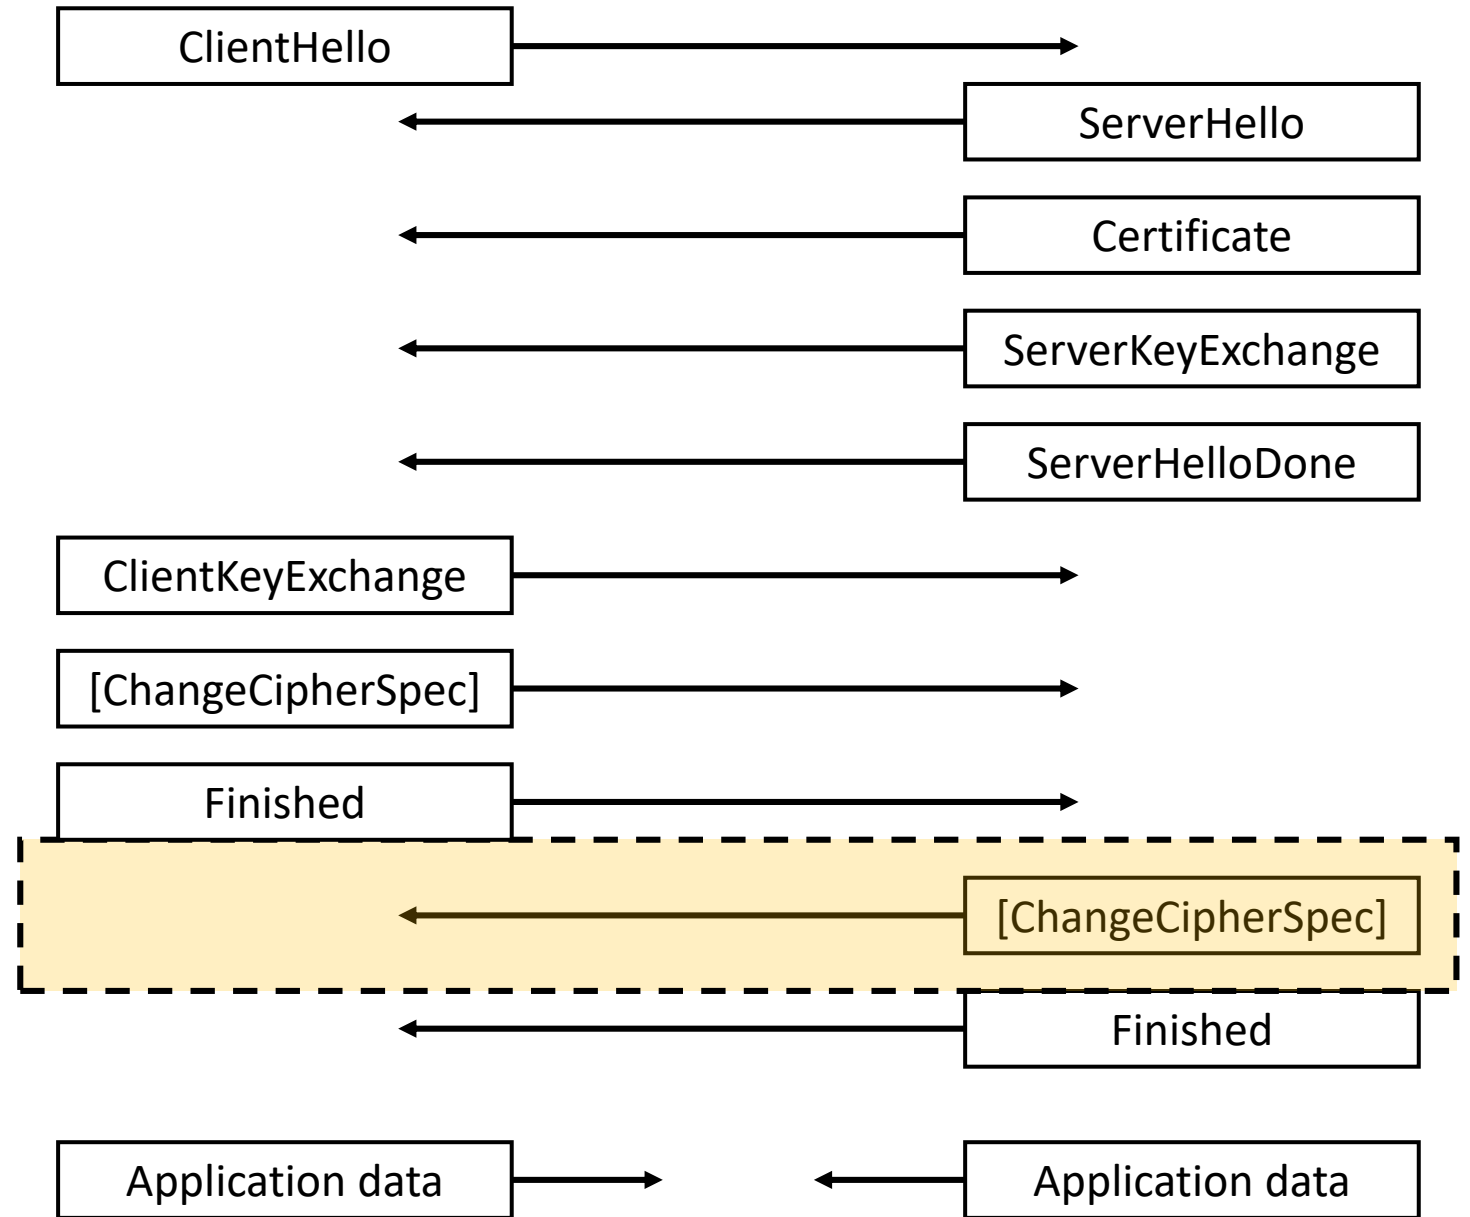 ClientHello
ServerHello
Certificate
ServerKeyExchange
ServerHelloDone
ClientKeyExchange
[ChangeCipherSpec]
Finished
[ChangeCipherSpec]
Finished
Application data
Application data